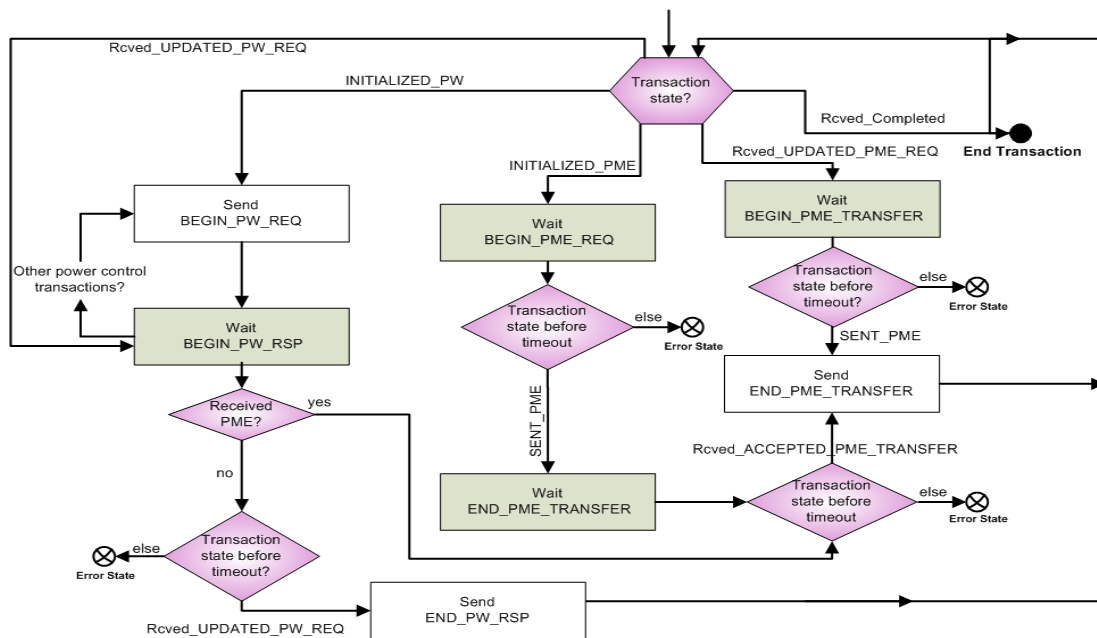 Rcved_UPDATED_PW_REQ
INITIALIZED_PW
Transaction
state?
Rcved_Completed
End Transaction
INITIALIZED_PME
Rcved_UPDATED_PME_REQ
Send
BEGIN_PW_REQ
Wait
BEGIN_PME_REQ
Wait
BEGIN_PME_TRANSFER
Other power control
transactions?
Transaction
state before
timeout?
else
Error State
Wait
BEGIN_PW_RSP
Transaction
state before
timeout
else
Error State
SENT_PME
Send
END_PME_TRANSFER
Received
PME?
yes
no
SENT_PME
Rcved_ACCEPTED_PME_TRANSFER
Wait
END_PME_TRANSFER
Transaction
state before
timeout
else
Error State
Transaction
state before
timeout?
else
Error State
Rcved_UPDATED_PW_REQ
Send
END_PW_RSP